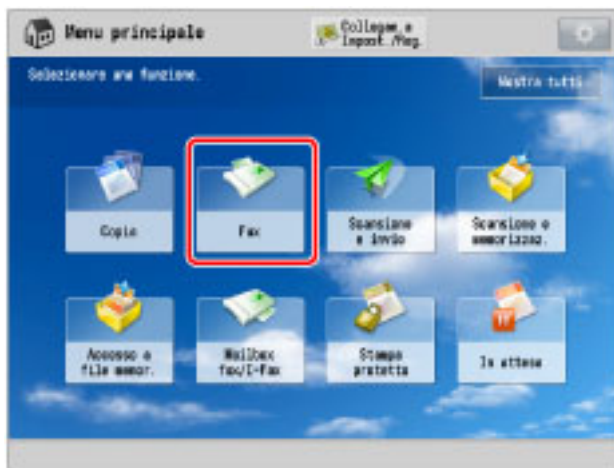 Menu principale
Collegam. a
Impost./Reg.
Selezionare una funzione.
Mostra tutti
Copia
Fax
Scansione
e invio
Scansione e
memorizzaz.
Accesso a
file memor.
Mailbox
fax/I-Fax
Stampa
protetta
In attesa